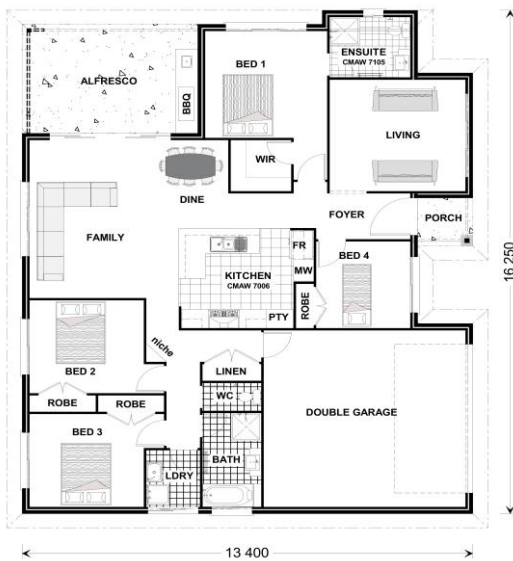 ALFRESCO
BBQ
BED 1
ENSUITE
CMAW 7105
LIVING
WIR
DINE
FOYER
PORCH
FAMILY
FR
KITCHEN
CMAW 7006
MW
BED 4
ROBE
PTY
niche
BED 2
LINEN
ROBE
ROBE
WC
DOUBLE GARAGE
BED 3
BATH
LDRY
16 250
13 400